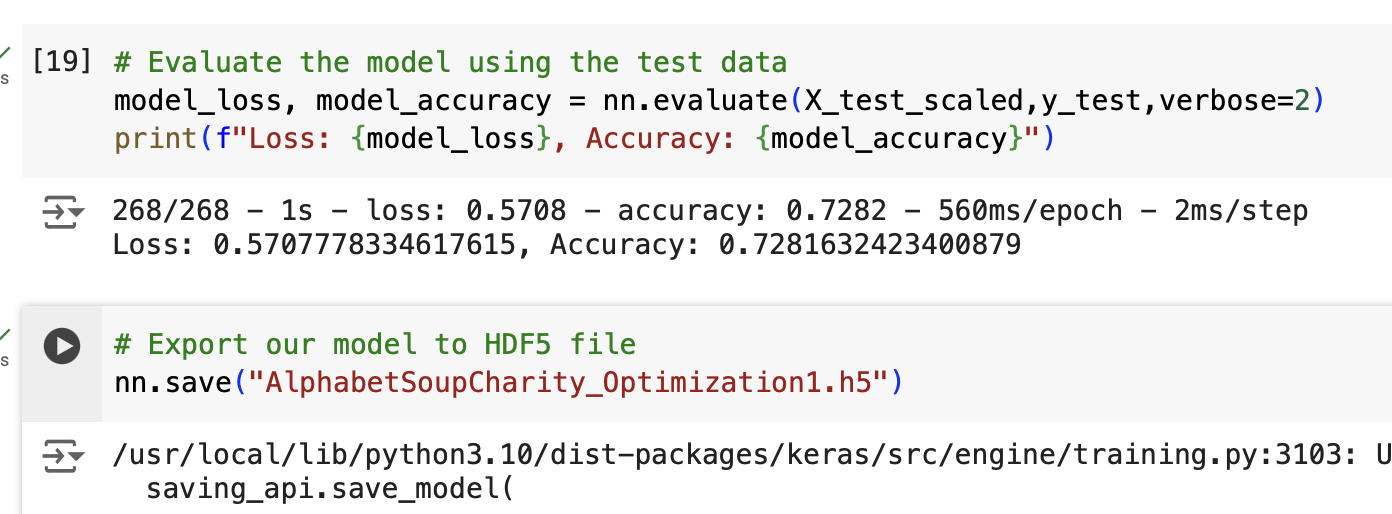 [19] # Evaluate the model using the test data
model_loss, model_accuracy = nn.evaluate(X_test_scaled,y_test,verbose=2)
print(f"Loss: {model_loss}, Accuracy: {model_accuracy}")
s
268/268 - 1s - loss: 0.5708 - accuracy: 0.7282 - 560ms/epoch - 2ms/step
Loss: 0.5707778334617615, Accuracy: 0.7281632423400879
# Export our model to HDF5 file
s
nn.save("AlphabetSoupCharity_Optimization1.h5")
/usr/local/lib/python3.10/dist-packages/keras/src/engine/training.py:3103: U
saving_api.save_model(